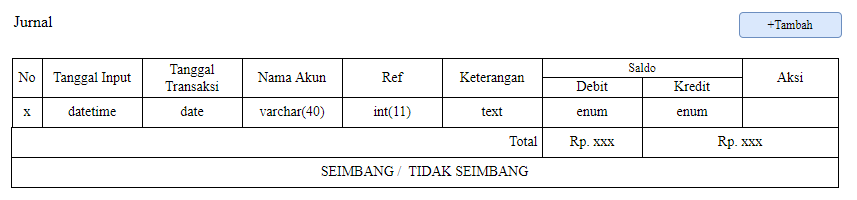 Jurnal
+Tambah
No Tanggal Input Tanggal Transaksi Nama Akun Ref Keterangan Saldo Aksi
Debit Kredit
x datetime date varchar(40) int(11) text enum enum
Total Rp. xxx Rp. xxx
SEIMBANG / TIDAK SEIMBANG